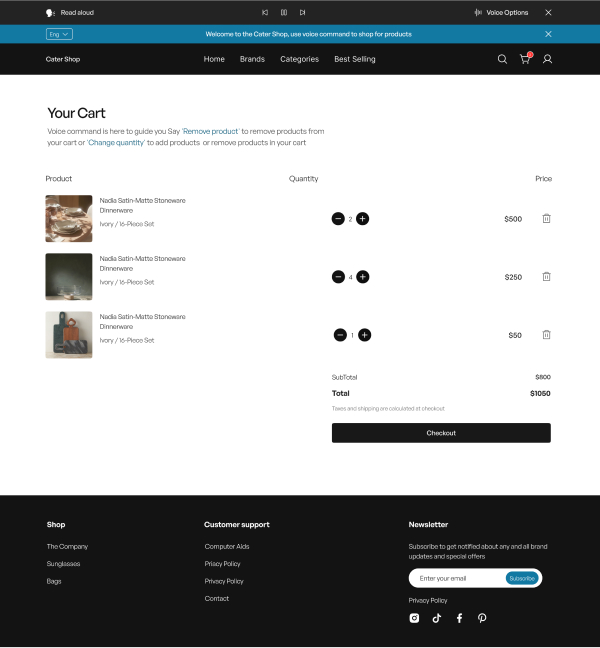 Read aloud
Voice Options
Eng
Welcome to the Cater Shop, use voice command to shop for products
Cater Shop
Home
Brands
Categories
Best Selling
Your Cart
Voice command is here to guide you Say 'Remove product' to remove products from
your cart or 'Change quantity' to add products or remove products in your cart
Product
Quantity
Price
Nadia Satin-Matte Stoneware
Dinnerware
Ivory / 16-Piece Set
2
$500
Nadia Satin-Matte Stoneware
Dinnerware
Ivory / 16-Piece Set
4
$250
Nadia Satin-Matte Stoneware
Dinnerware
Ivory / 16-Piece Set
1
$50
SubTotal
$800
Total
$1050
Taxes and shipping are calculated at checkout
Checkout
Shop
The Company
Sunglasses
Bags
Customer support
Computer Aids
Priacy Policy
Privacy Policy
Contact
Newsletter
Subscribe to get notified about any and all brand
updates and special offers
Enter your email
Subscribe
Privacy Policy